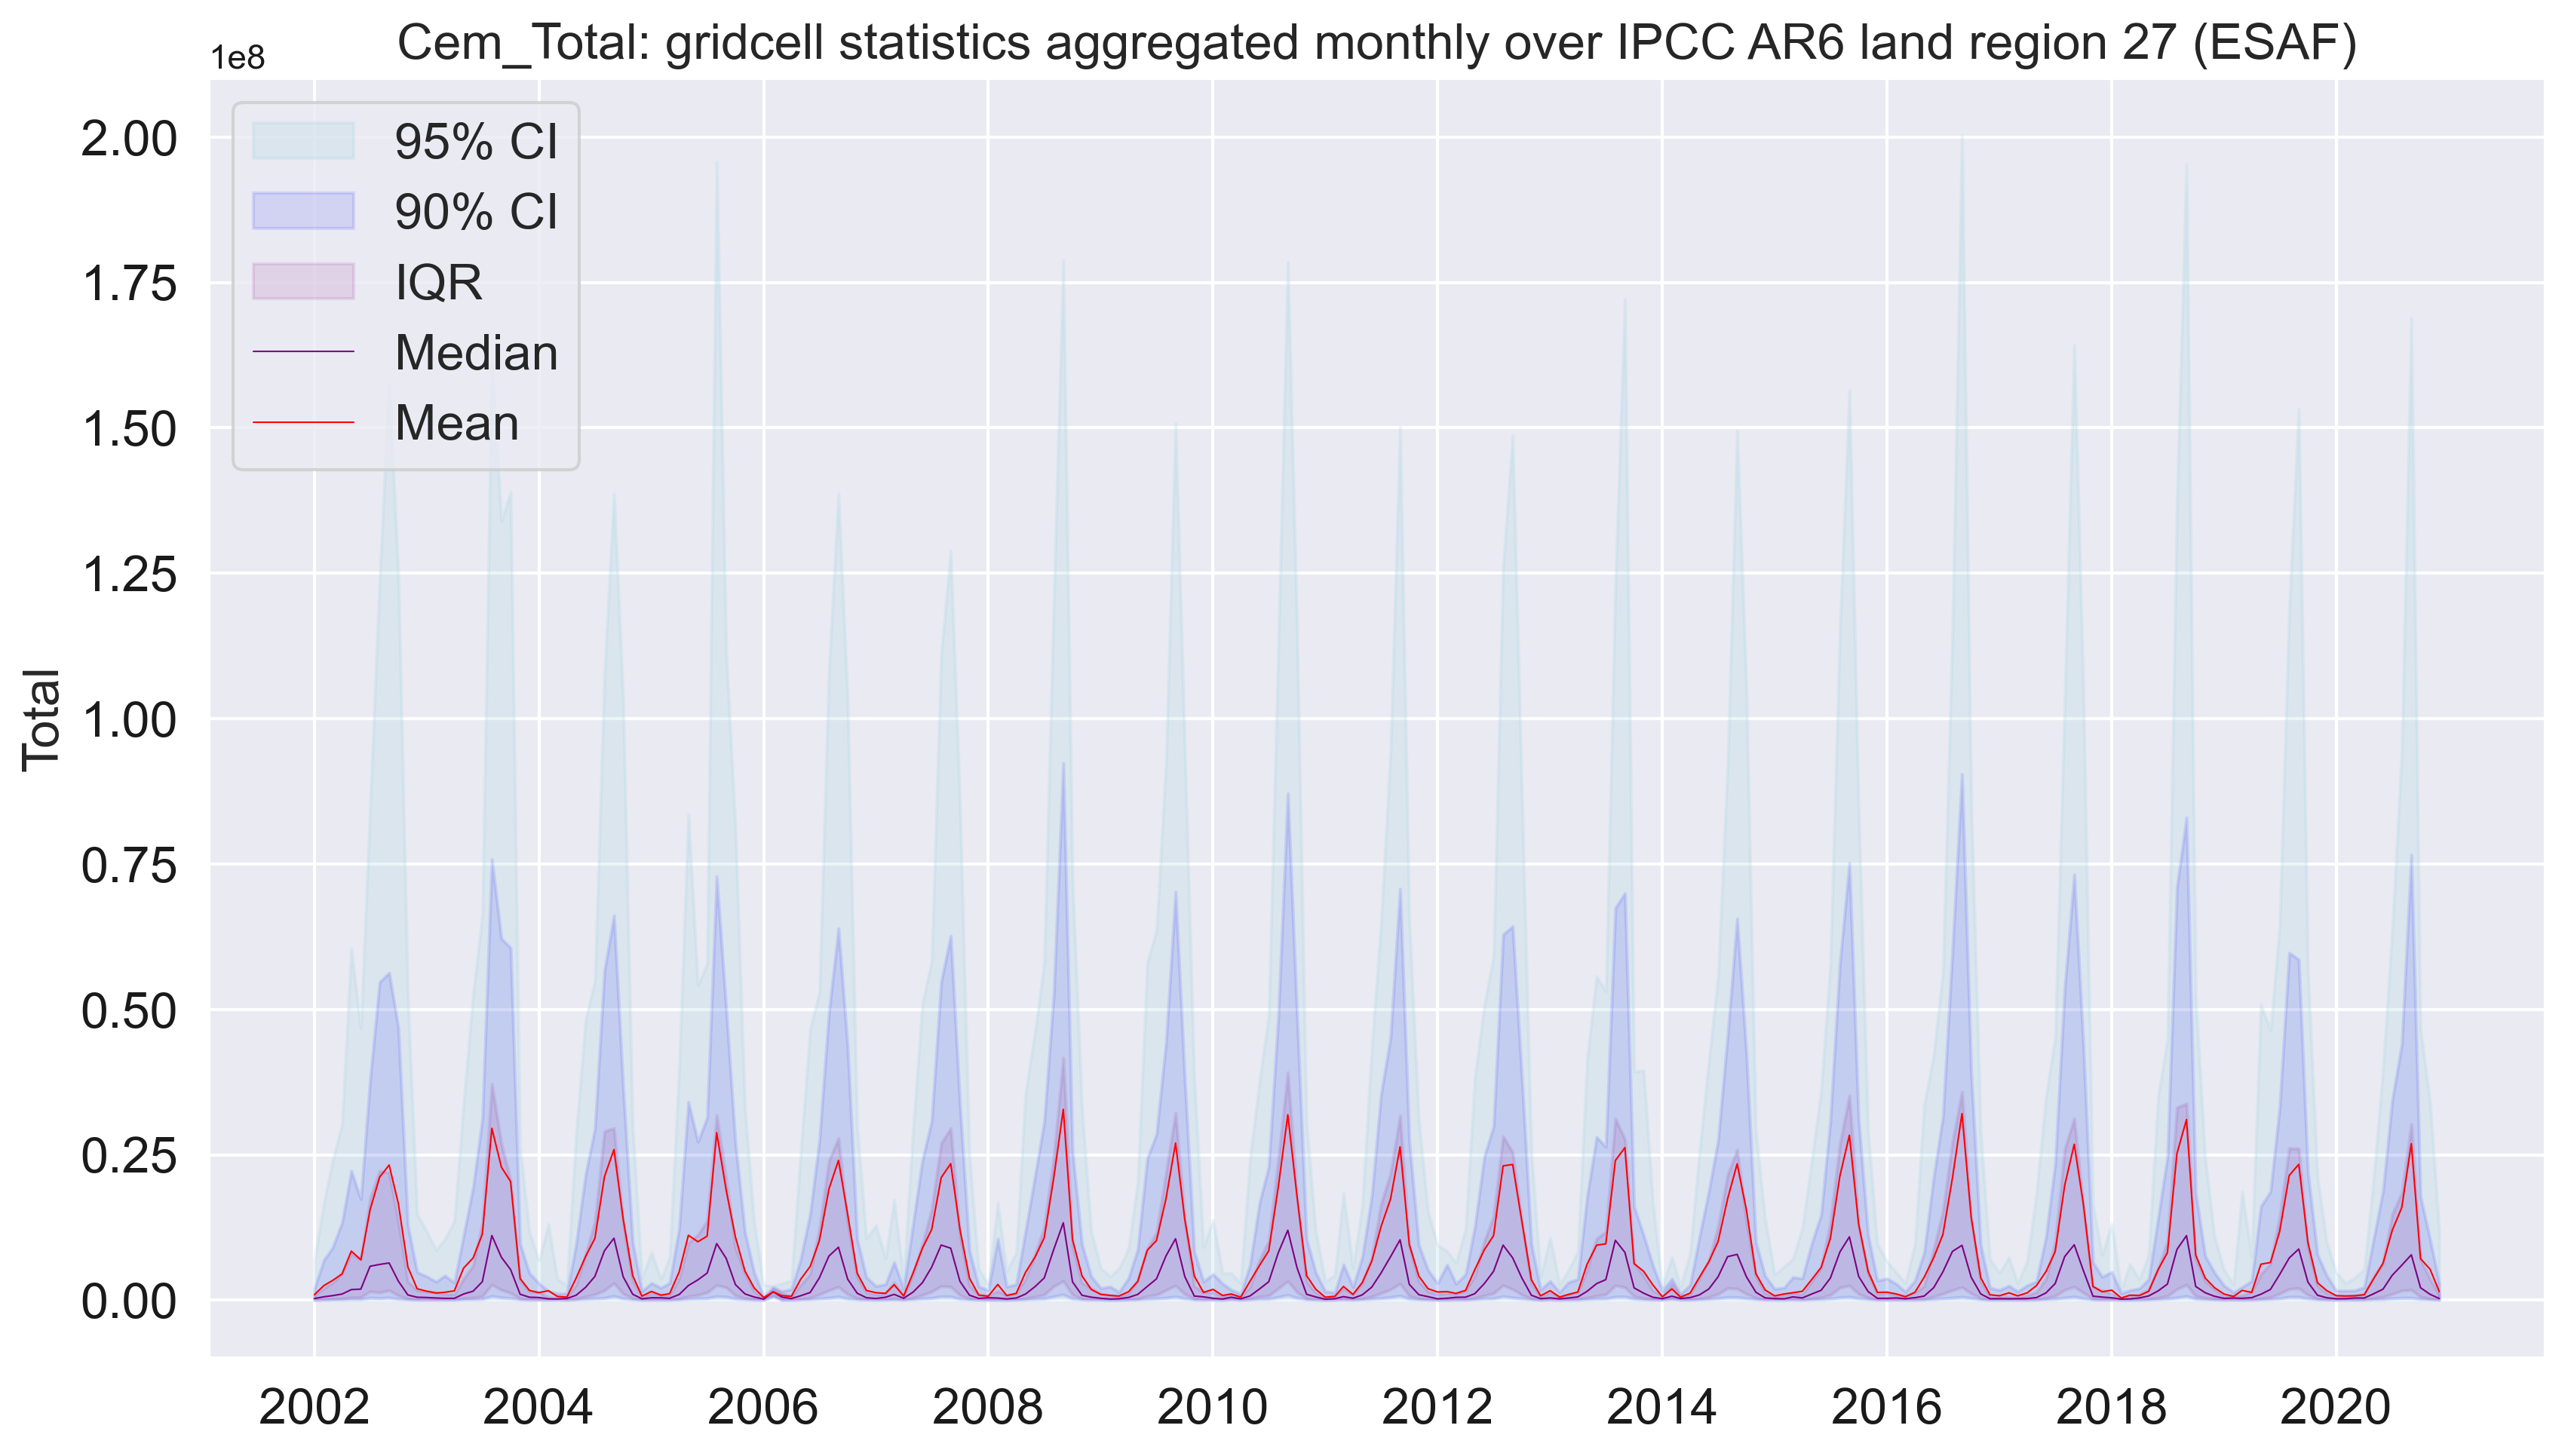 Cem_Total: gridcell statistics aggregated monthly over IPCC AR6 land region 27 (ESAF)
1e8
95% CI
90% CI
IQR
Median
Mean
2.00
1.75
1.50
1.25
1.00
0.75
0.50
0.25
0.00
Total
2002 2004 2006 2008 2010 2012 2014 2016 2018 2020